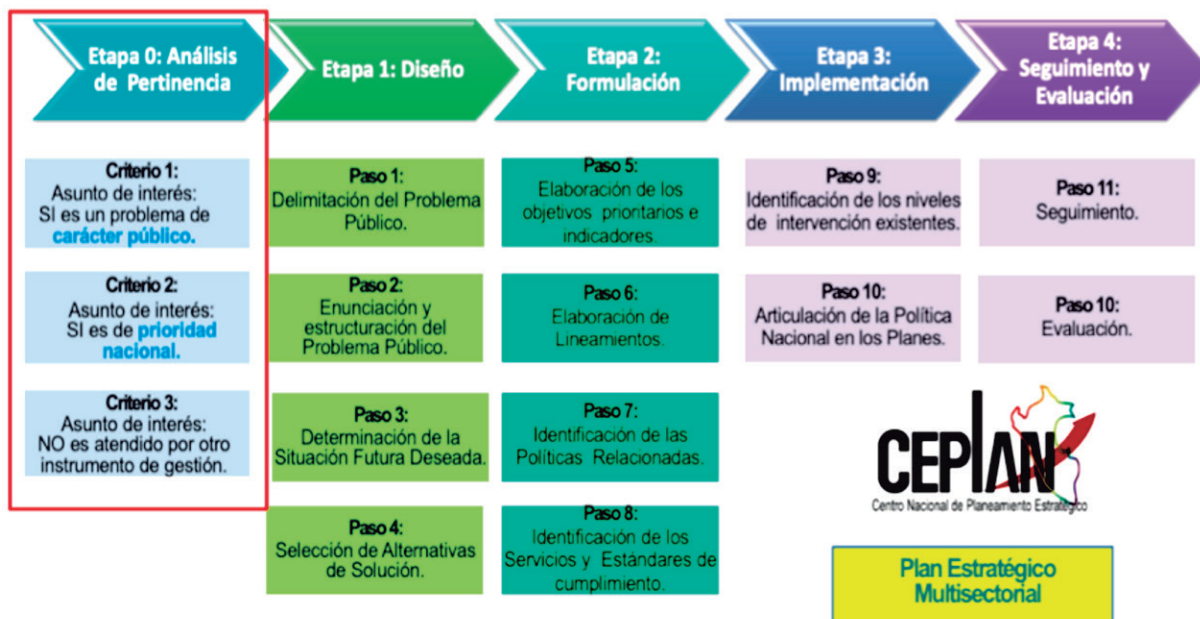 Etapa 0: Análisis
de Pertinencia
Etapa 1: Diseño
Etapa 2:
Formulación
Etapa 3:
Implementación
Etapa 4:
Seguimiento y
Evaluación
Criterio 1:
Asunto de interés:
SI es un problema de
carácter público.
Criterio 2:
Asunto de interés:
SI es de prioridad
nacional.
Criterio 3:
Asunto de interés:
NO es atendido por otro
instrumento de gestión.
Paso 1:
Delimitación del Problema
Público.
Paso 2:
Enunciación y
estructuración del
Problema Público.
Paso 3:
Determinación de la
Situación Futura Deseada.
Paso 4:
Selección de Alternativas
de Solución.
Paso 5:
Elaboración de los
objetivos prioritarios e
indicadores.
Paso 6:
Elaboración de
Lineamientos.
Paso 7:
Identificación de las
Políticas Relacionadas.
Paso 8:
Identificación de los
Servicios y Estándares de
cumplimiento.
Paso 9:
Identificación de los niveles
de intervención existentes.
Paso 10:
Articulación de la Política
Nacional en los Planes.
Paso 11:
Seguimiento.
Paso 10:
Evaluación.
CEPLAN
Centro Nacional de Planeamiento Estratégico
Plan Estratégico
Multisectorial